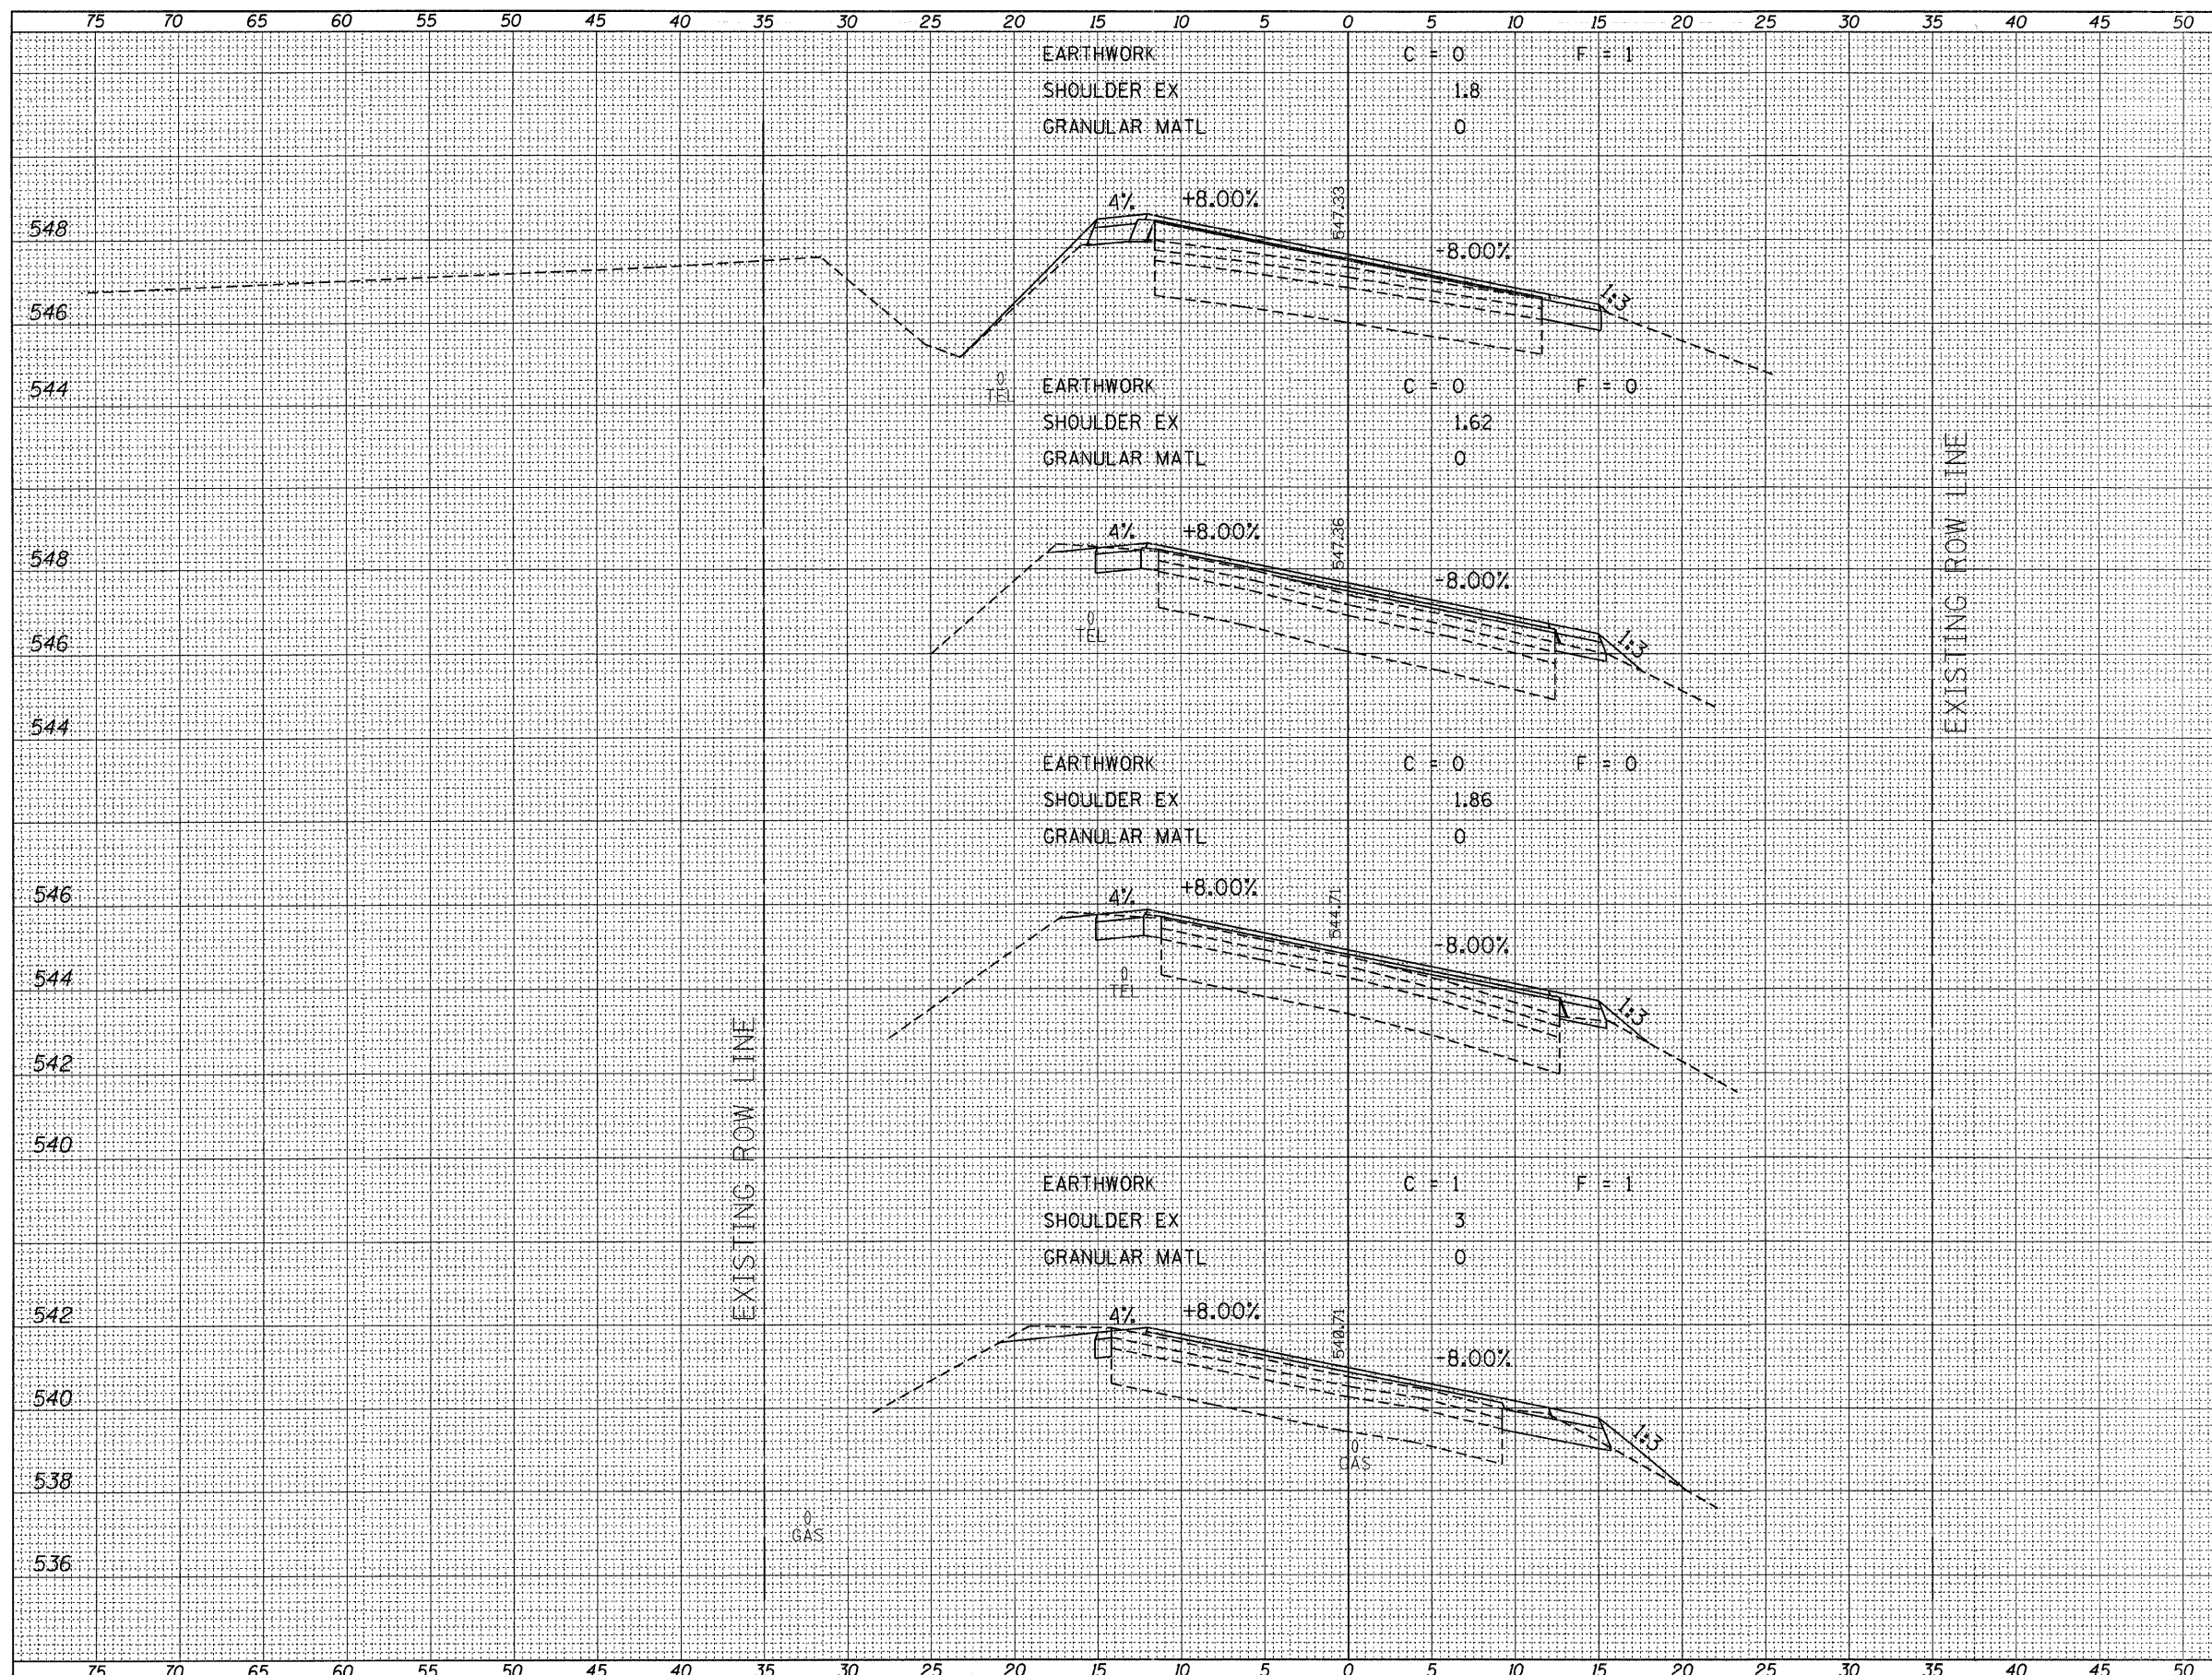 75 70 65 60 55 50 45 40 35 30 25 20 15 10 5 0 5 10 15 20 25 30 35 40 45 50
EARTHWORK C = 0 F = 1
SHOULDER EX 1.8
GRANULAR MATL 0
4% +8.00% 547.33
548
-8.00%
1:3
546
544
0
TEL
EARTHWORK C = 0 F = 0
SHOULDER EX 1.62
GRANULAR MATL 0
EXISTING ROW LINE
4% +8.00% 547.36
548
-8.00%
0
TEL
546
1:3
544
EARTHWORK C = 0 F = 0
SHOULDER EX 1.86
GRANULAR MATL 0
546
4% +8.00% 544.71
-8.00%
544
0
TEL
1:3
542
EXISTING ROW LINE
540
EARTHWORK C = 1 F = 1
SHOULDER EX 3
GRANULAR MATL 0
542
4% +8.00% 540.71
-8.00%
540
1:3
0
GAS
538
0
GAS
536
75 70 65 60 55 50 45 40 35 30 25 20 15 10 5 0 5 10 15 20 25 30 35 40 45 50